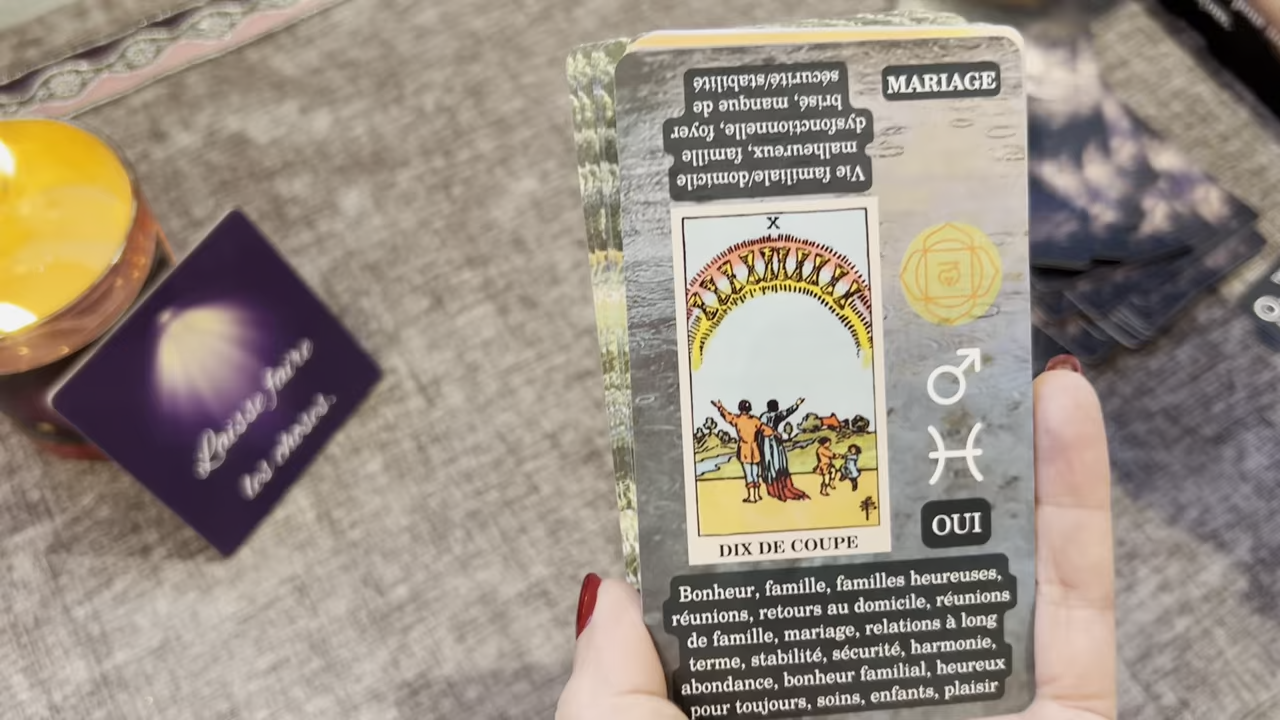 Vie familiale/domicile
malheureux, famille
dysfonctionnelle, foyer
brisé, manque de
sécurité/stabilité
MARIAGE
X
OUI
DIX DE COUPE
Bonheur, famille, familles heureuses,
réunions, retours au domicile, réunions
de famille, mariage, relations à long
terme, stabilité, sécurité, harmonie,
abondance, bonheur familial, heureux
pour toujours, soins, enfants, plaisir
Laisse faire
les choses.